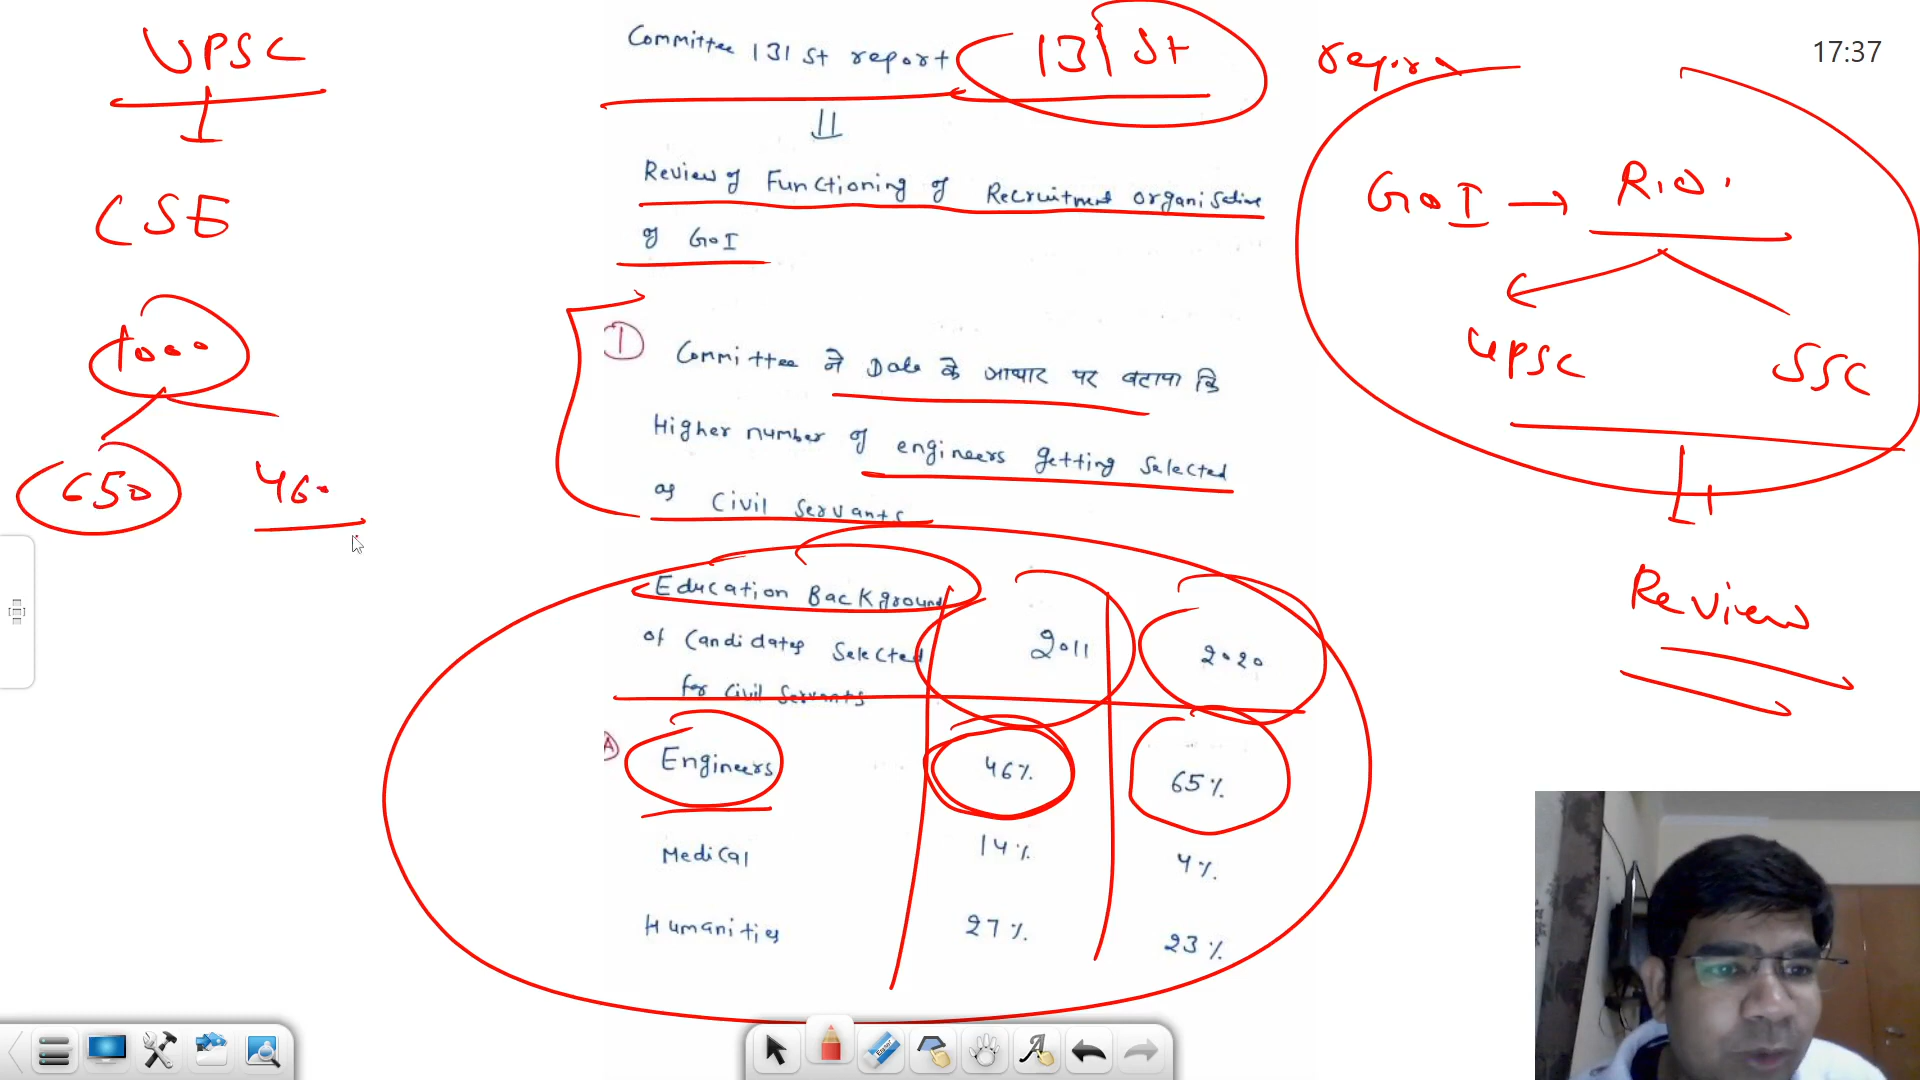 UPSC
CSE
1000
650 460
Committee 131 St report 131 St report
Review of Functioning of Recruitment organisation
of GoI
1 Committee ने Data के आधार पर बताया कि
Higher number of engineers getting selected
as Civil Servants
Education Background
of Candidates Selected 2011 2020
for Civil Servants
A Engineers 46% 65%
Medical 14% 4%
Humanities 27% 23%
17:37
GoI → R.O.
UPSC SSC
Review